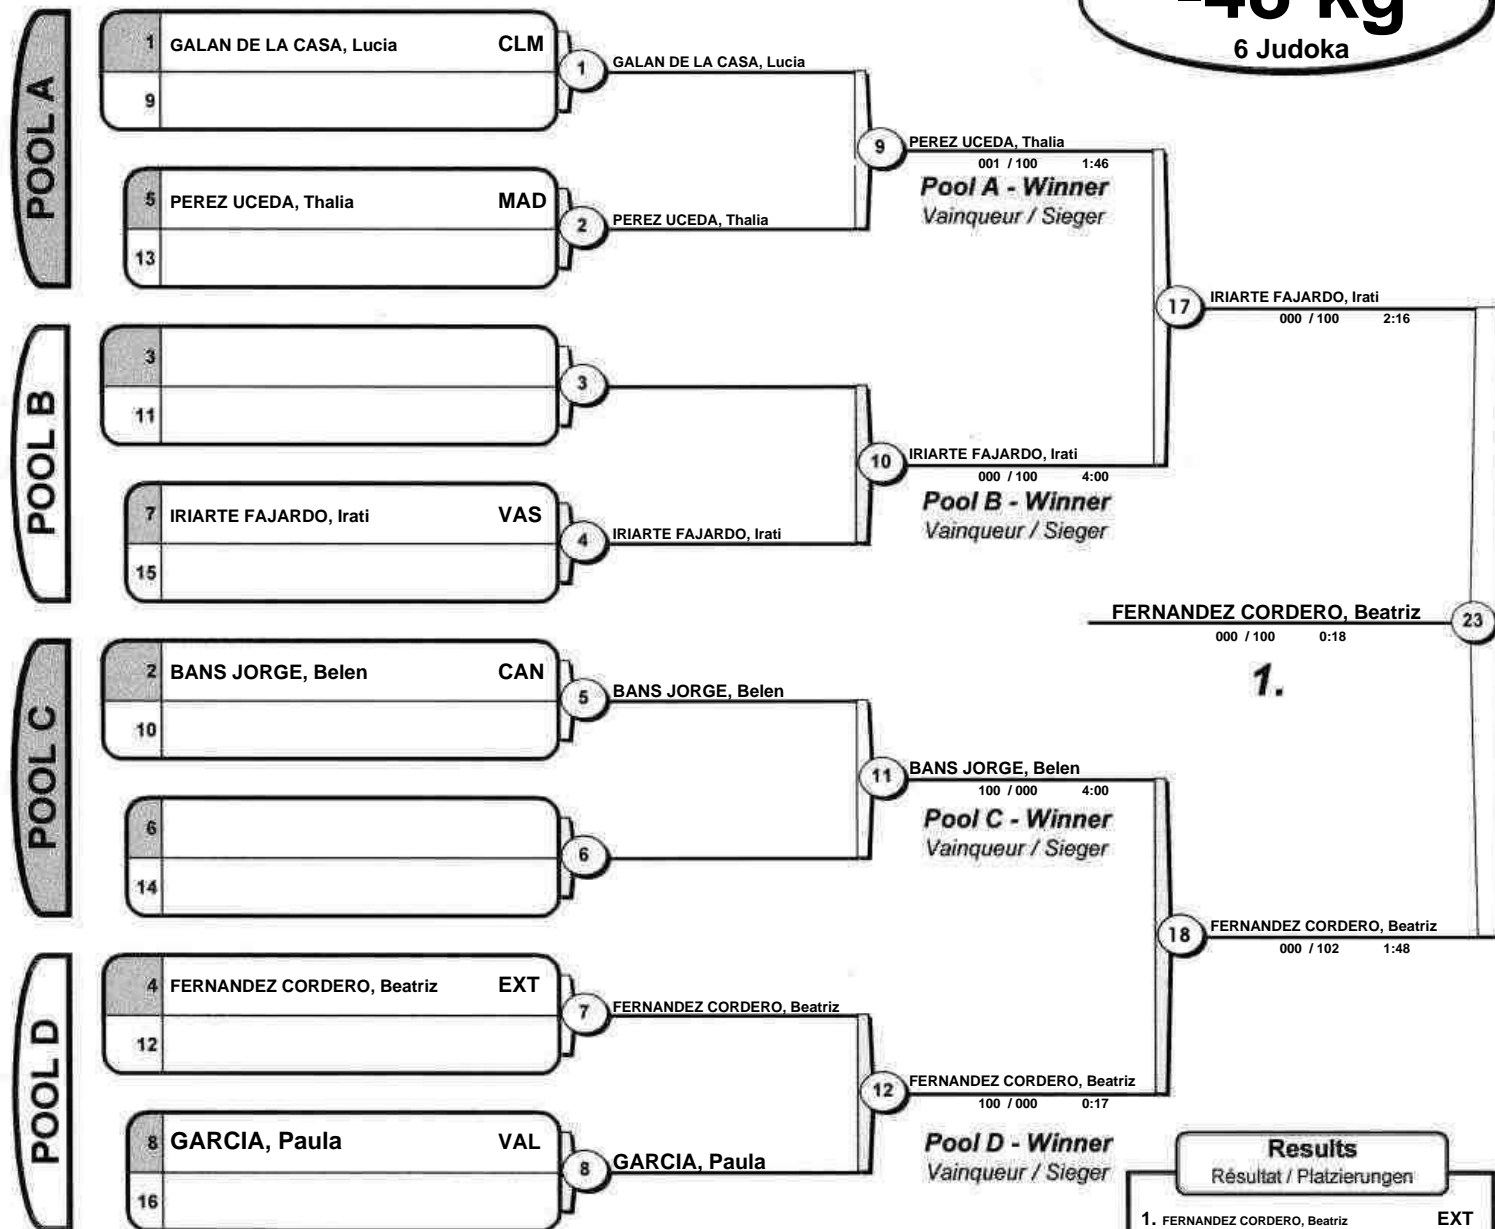 -48 kg
6 Judoka
POOL A
1 GALAN DE LA CASA, Lucia CLM
9
1 GALAN DE LA CASA, Lucia
5 PEREZ UCEDA, Thalia MAD
13
2 PEREZ UCEDA, Thalia
9 PEREZ UCEDA, Thalia
001 / 100 1:46
Pool A - Winner
Vainqueur / Sieger
17 IRIARTE FAJARDO, Irati
000 / 100 2:16
POOL B
3
11
3
7 IRIARTE FAJARDO, Irati VAS
15
4 IRIARTE FAJARDO, Irati
10 IRIARTE FAJARDO, Irati
000 / 100 4:00
Pool B - Winner
Vainqueur / Sieger
FERNANDEZ CORDERO, Beatriz 23
000 / 100 0:18
1.
POOL C
2 BANS JORGE, Belen CAN
10
5 BANS JORGE, Belen
6
14
6
11 BANS JORGE, Belen
100 / 000 4:00
Pool C - Winner
Vainqueur / Sieger
18 FERNANDEZ CORDERO, Beatriz
000 / 102 1:48
POOL D
4 FERNANDEZ CORDERO, Beatriz EXT
12
7 FERNANDEZ CORDERO, Beatriz
8 GARCIA, Paula VAL
16
8 GARCIA, Paula
12 FERNANDEZ CORDERO, Beatriz
100 / 000 0:17
Pool D - Winner
Vainqueur / Sieger
Results
Résultat / Platzierungen
1. FERNANDEZ CORDERO, Beatriz EXT